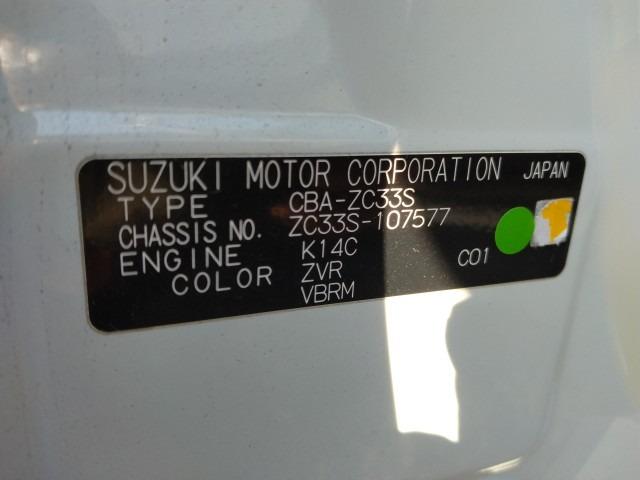 SUZUKI MOTOR CORPORATION JAPAN
TYPE CBA-ZC33S
CHASSIS NO. ZC33S-107577
ENGINE K14C C01
COLOR ZVR
VBRM